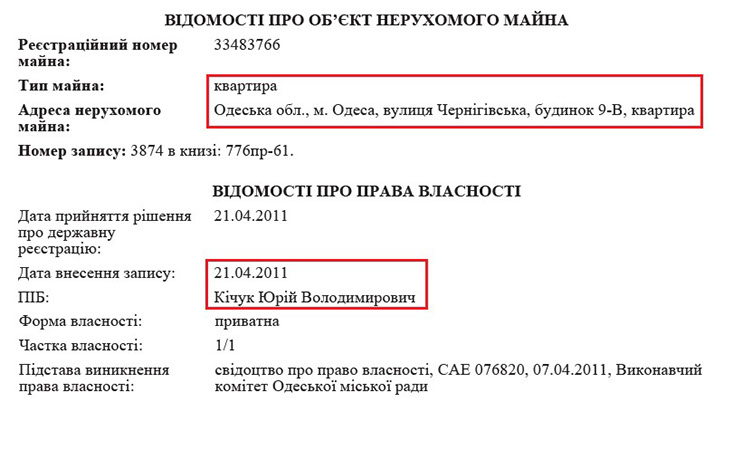 ВІДОМОСТІ ПРО ОБ’ЄКТ НЕРУХОМОГО МАЙНА
Реєстраційний номер 33483766
майна:
Тип майна: квартира
Адреса нерухомого Одеська обл., м. Одеса, вулиця Чернігівська, будинок 9-В, квартира
майна:
Номер запису: 3874 в книзі: 776пр-61.
ВІДОМОСТІ ПРО ПРАВА ВЛАСНОСТІ
Дата прийняття рішення 21.04.2011
про державну
реєстрацію:
Дата внесення запису: 21.04.2011
ПІБ: Кічук Юрій Володимирович
Форма власності: приватна
Частка власності: 1/1
Підстава виникнення свідоцтво про право власності, САЕ 076820, 07.04.2011, Виконавчий
права власності: комітет Одеської міської ради